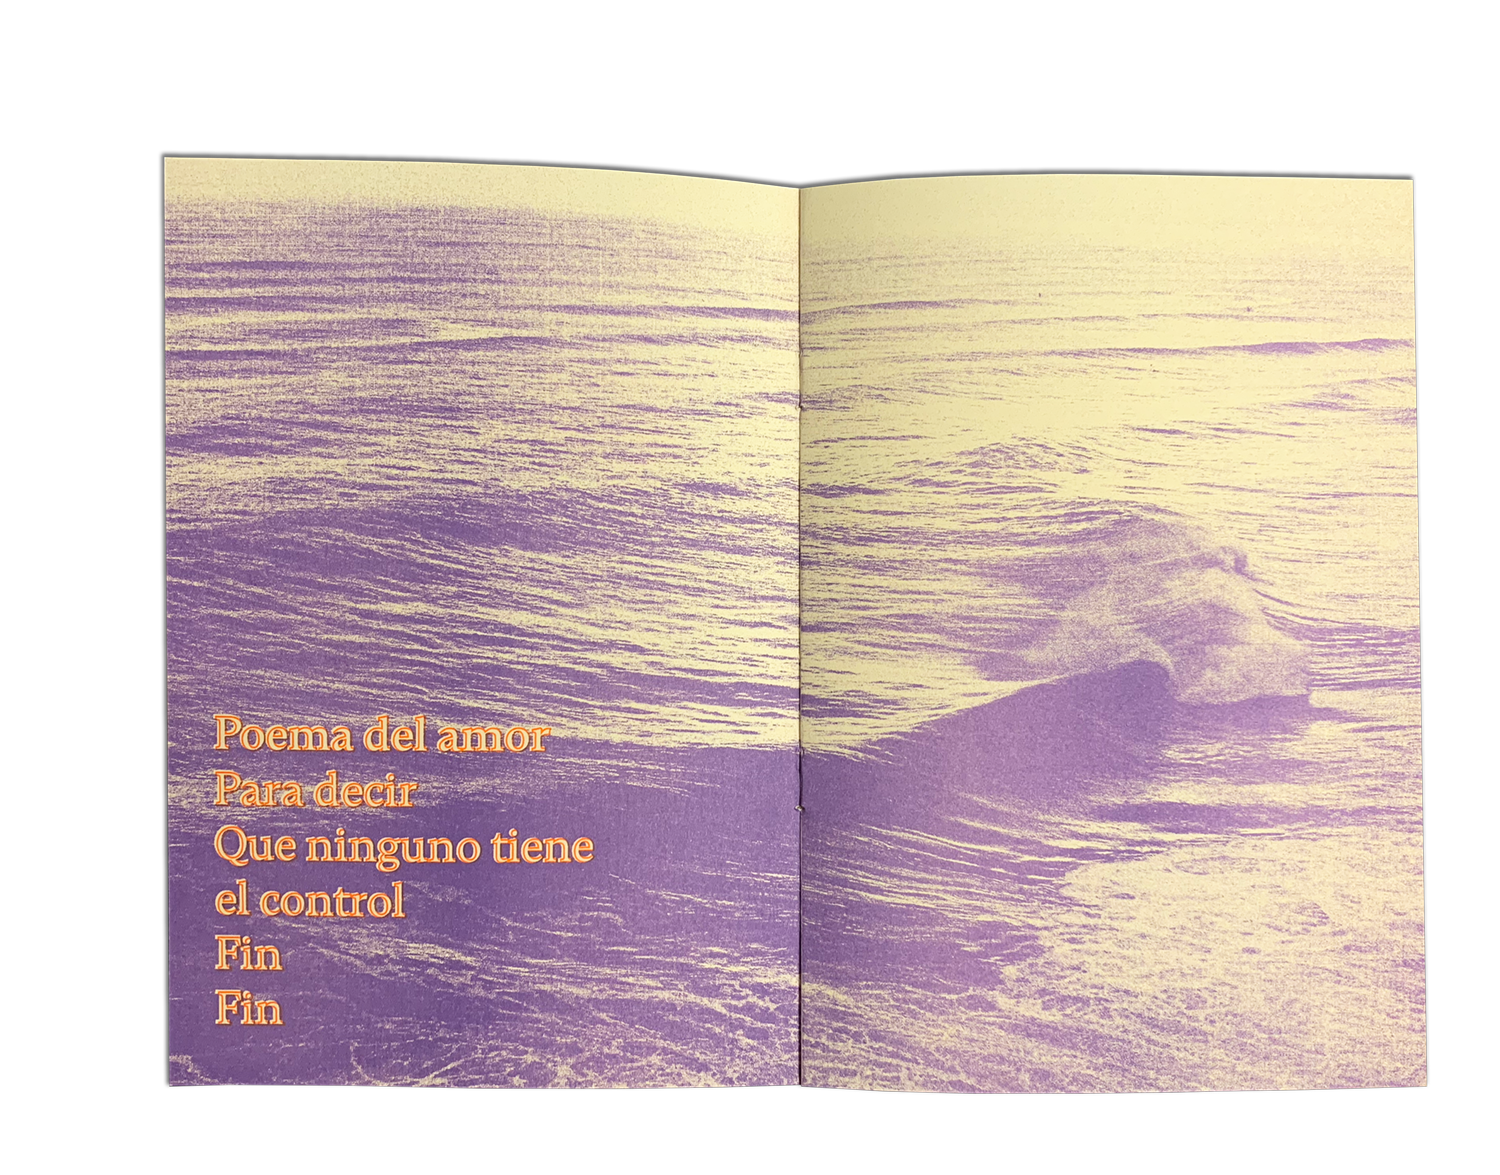 Poema del amor
Para decir
Que ninguno tiene
el control
Fin
Fin